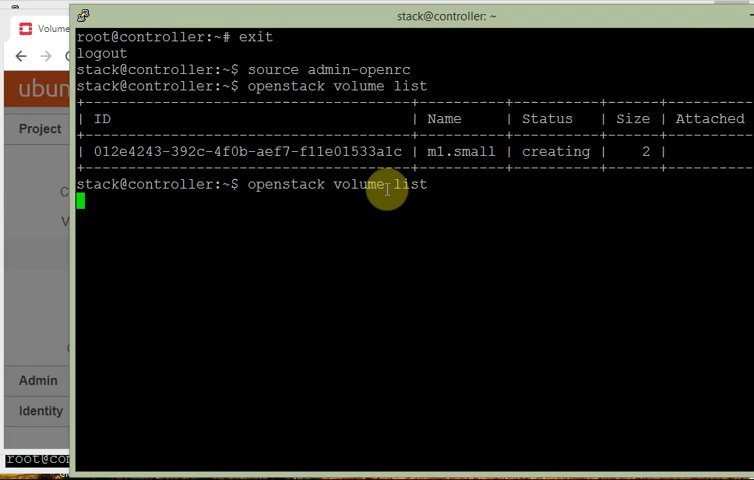 Volume
stack@controller: ~
root@controller:~# exit
logout
stack@controller:~$ source admin-openrc
stack@controller:~$ openstack volume list
+----------------------------------------+------------+------------+------+---------
| ID | Name | Status | Size | Attached
+----------------------------------------+------------+------------+------+---------
| 012e4243-392c-4f0b-aef7-f11e01533a1c | m1.small | creating | 2 |
+----------------------------------------+------------+------------+------+---------
stack@controller:~$ openstack volume list
ubun
Project
Admin
Identity
root@con